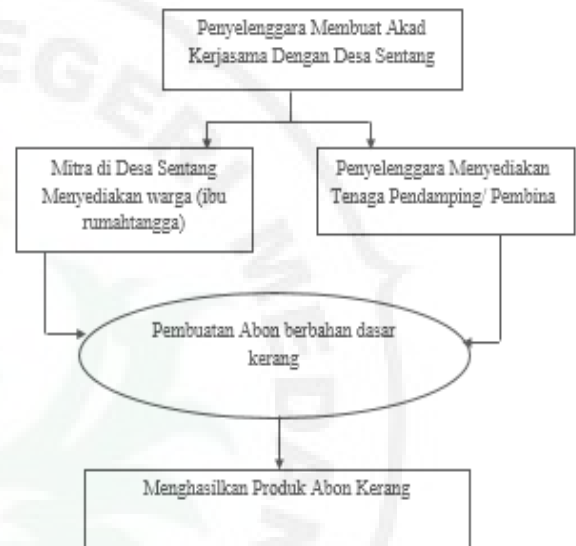 Penyelenggara Membuat Akad
Kerjasama Dengan Desa Sentang
Mitra di Desa Sentang
Menyediakan warga (ibu
rumahtangga)
Penyelenggara Menyediakan
Tenaga Pendamping/ Pembina
Pembuatan Abon berbahan dasar
kerang
Menghasilkan Produk Abon Kerang